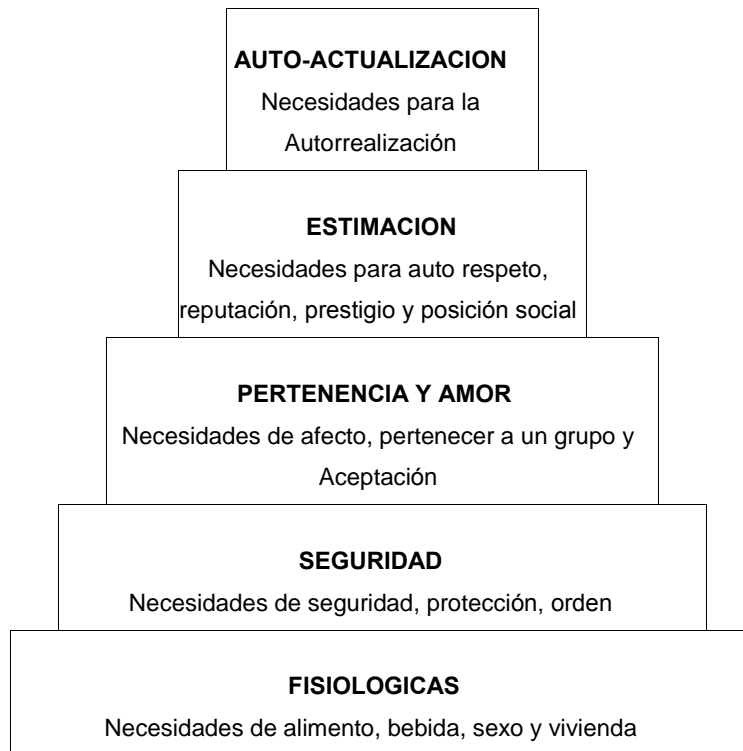 AUTO-ACTUALIZACION
Necesidades para la
Autorrealización
ESTIMACION
Necesidades para auto respeto,
reputación, prestigio y posición social
PERTENENCIA Y AMOR
Necesidades de afecto, pertenecer a un grupo y
Aceptación
SEGURIDAD
Necesidades de seguridad, protección, orden
FISIOLOGICAS
Necesidades de alimento, bebida, sexo y vivienda